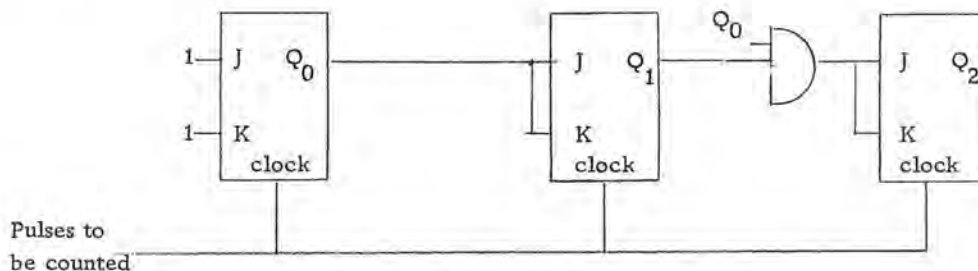 1 J Q0 J Q1 Q0 J Q2
1 K K K
clock clock clock
Pulses to
be counted